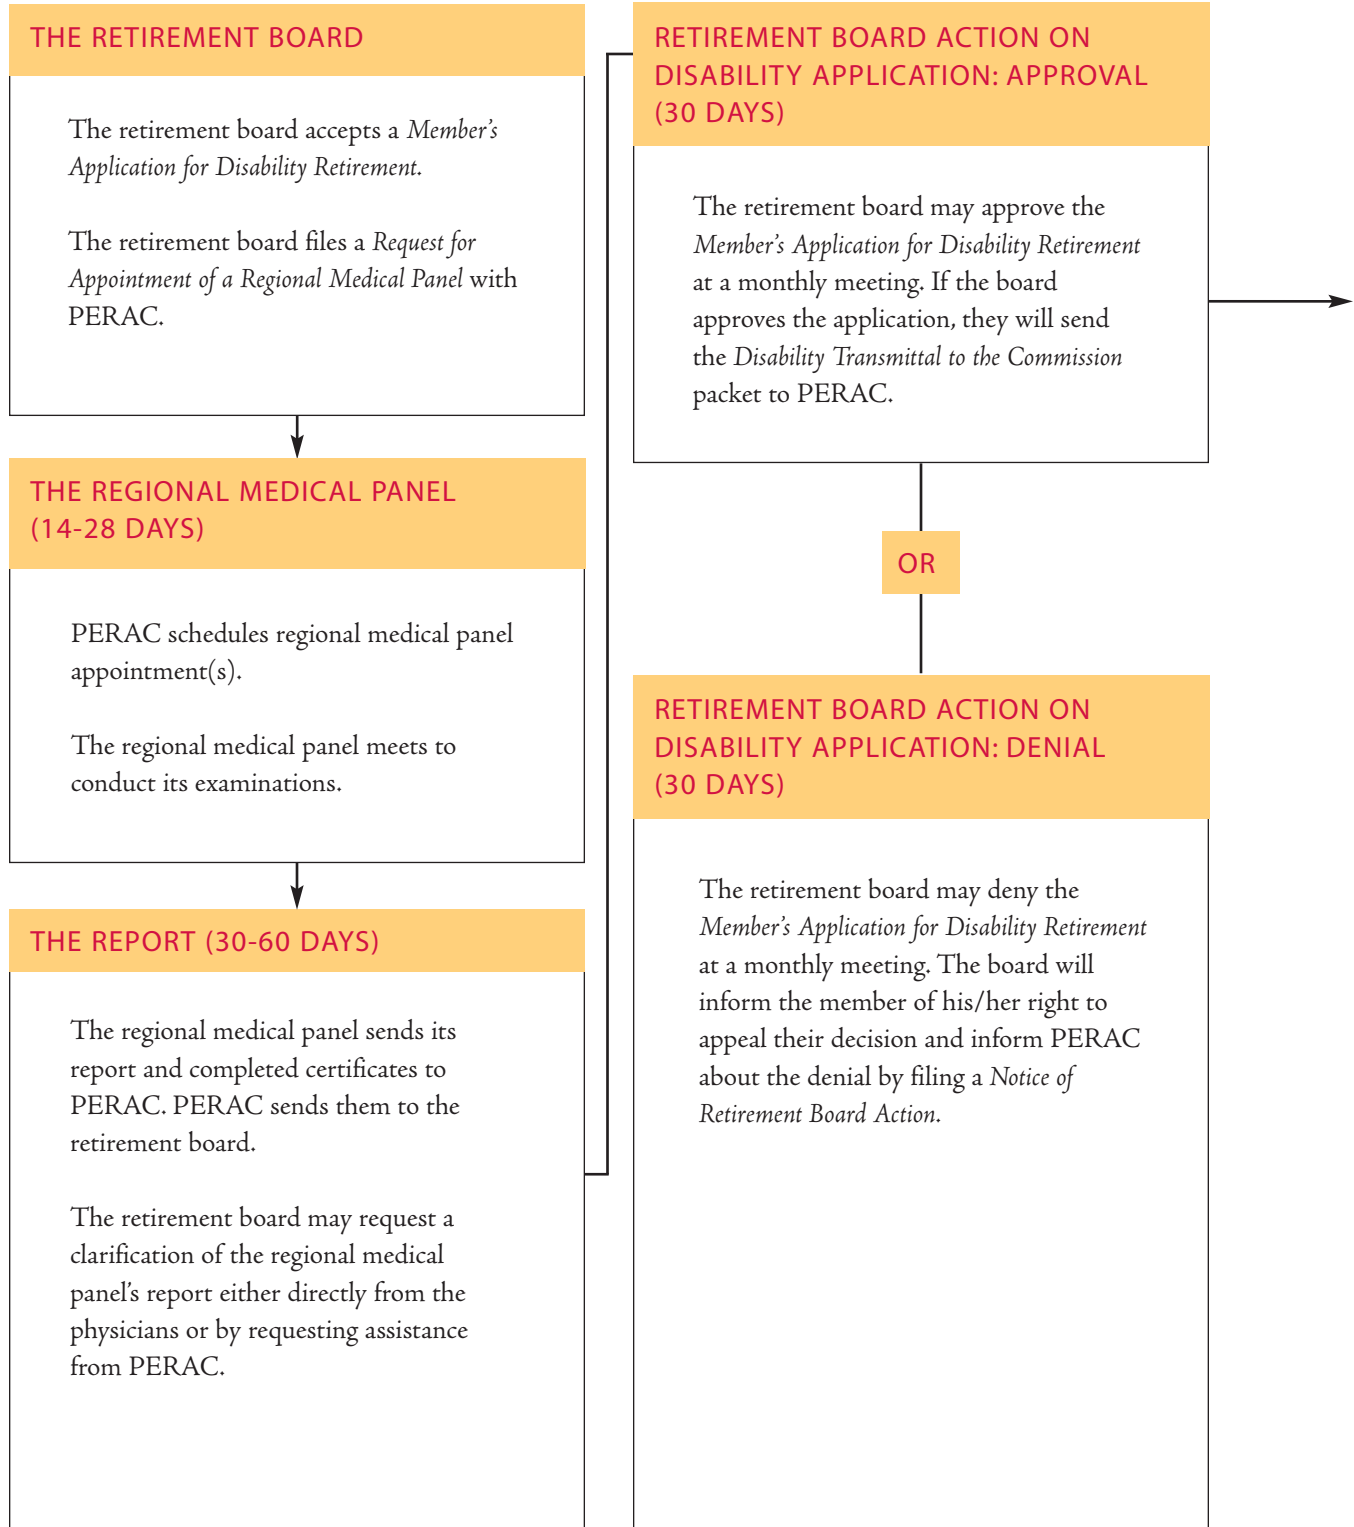 THE RETIREMENT BOARD
The retirement board accepts a Member's
Application for Disability Retirement.
The retirement board files a Request for
Appointment of a Regional Medical Panel with
PERAC.
THE REGIONAL MEDICAL PANEL
(14-28 DAYS)
PERAC schedules regional medical panel
appointment(s).
The regional medical panel meets to
conduct its examinations.
THE REPORT (30-60 DAYS)
The regional medical panel sends its
report and completed certificates to
PERAC. PERAC sends them to the
retirement board.
The retirement board may request a
clarification of the regional medical
panel's report either directly from the
physicians or by requesting assistance
from PERAC.
RETIREMENT BOARD ACTION ON
DISABILITY APPLICATION: APPROVAL
(30 DAYS)
The retirement board may approve the
Member's Application for Disability Retirement
at a monthly meeting. If the board
approves the application, they will send
the Disability Transmittal to the Commission
packet to PERAC.
OR
RETIREMENT BOARD ACTION ON
DISABILITY APPLICATION: DENIAL
(30 DAYS)
The retirement board may deny the
Member's Application for Disability Retirement
at a monthly meeting. The board will
inform the member of his/her right to
appeal their decision and inform PERAC
about the denial by filing a Notice of
Retirement Board Action.